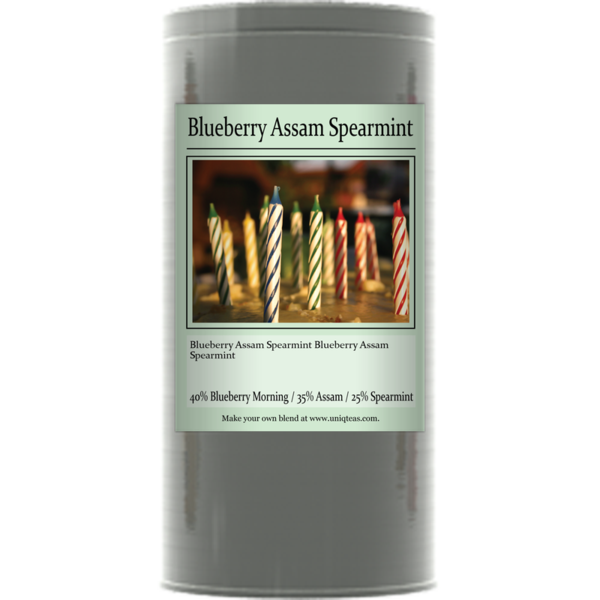 Blueberry Assam Spearmint
Blueberry Assam Spearmint Blueberry Assam
Spearmint
40% Blueberry Morning / 35% Assam / 25% Spearmint
Make your own blend at www.uniqteas.com.